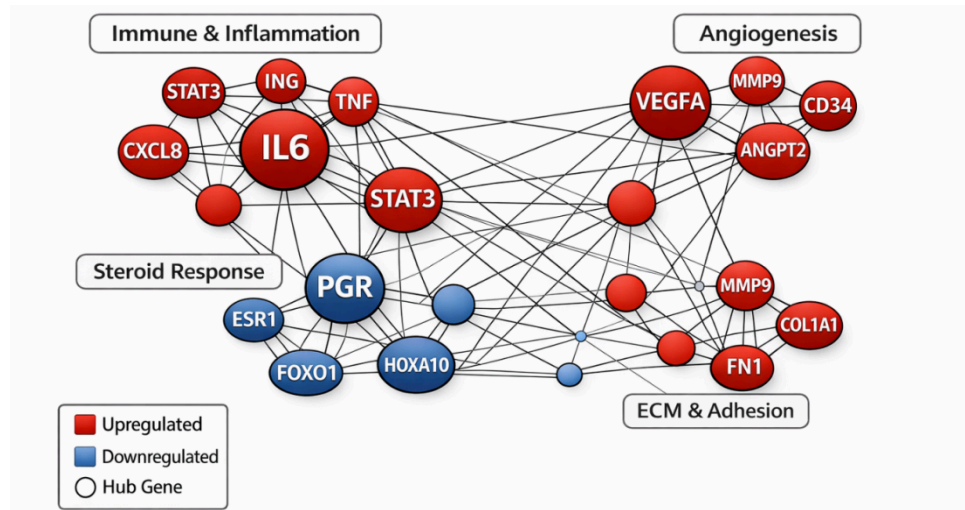 Immune & Inflammation
Angiogenesis
STAT3
ING
TNF
VEGFA
MMP9
CD34
CXCL8
IL6
ANGPT2
STAT3
Steroid Response
PGR
MMP9
ESR1
COL1A1
FOXO1
HOXA10
FN1
ECM & Adhesion
Upregulated
Downregulated
Hub Gene